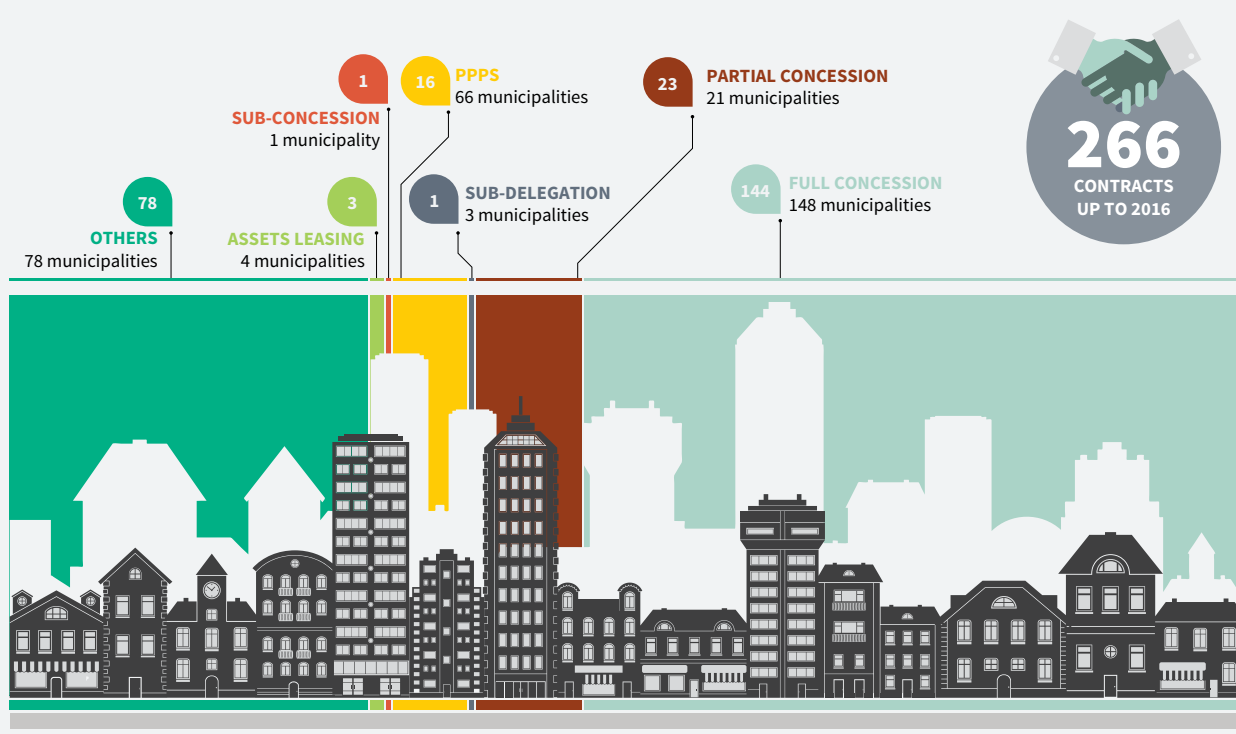 1
SUB-CONCESSION
1 municipality
16
PPPS
66 municipalities
23
PARTIAL CONCESSION
21 municipalities
266
CONTRACTS
UP TO 2016
78
OTHERS
78 municipalities
3
ASSETS LEASING
4 municipalities
1
SUB-DELEGATION
3 municipalities
144
FULL CONCESSION
148 municipalities